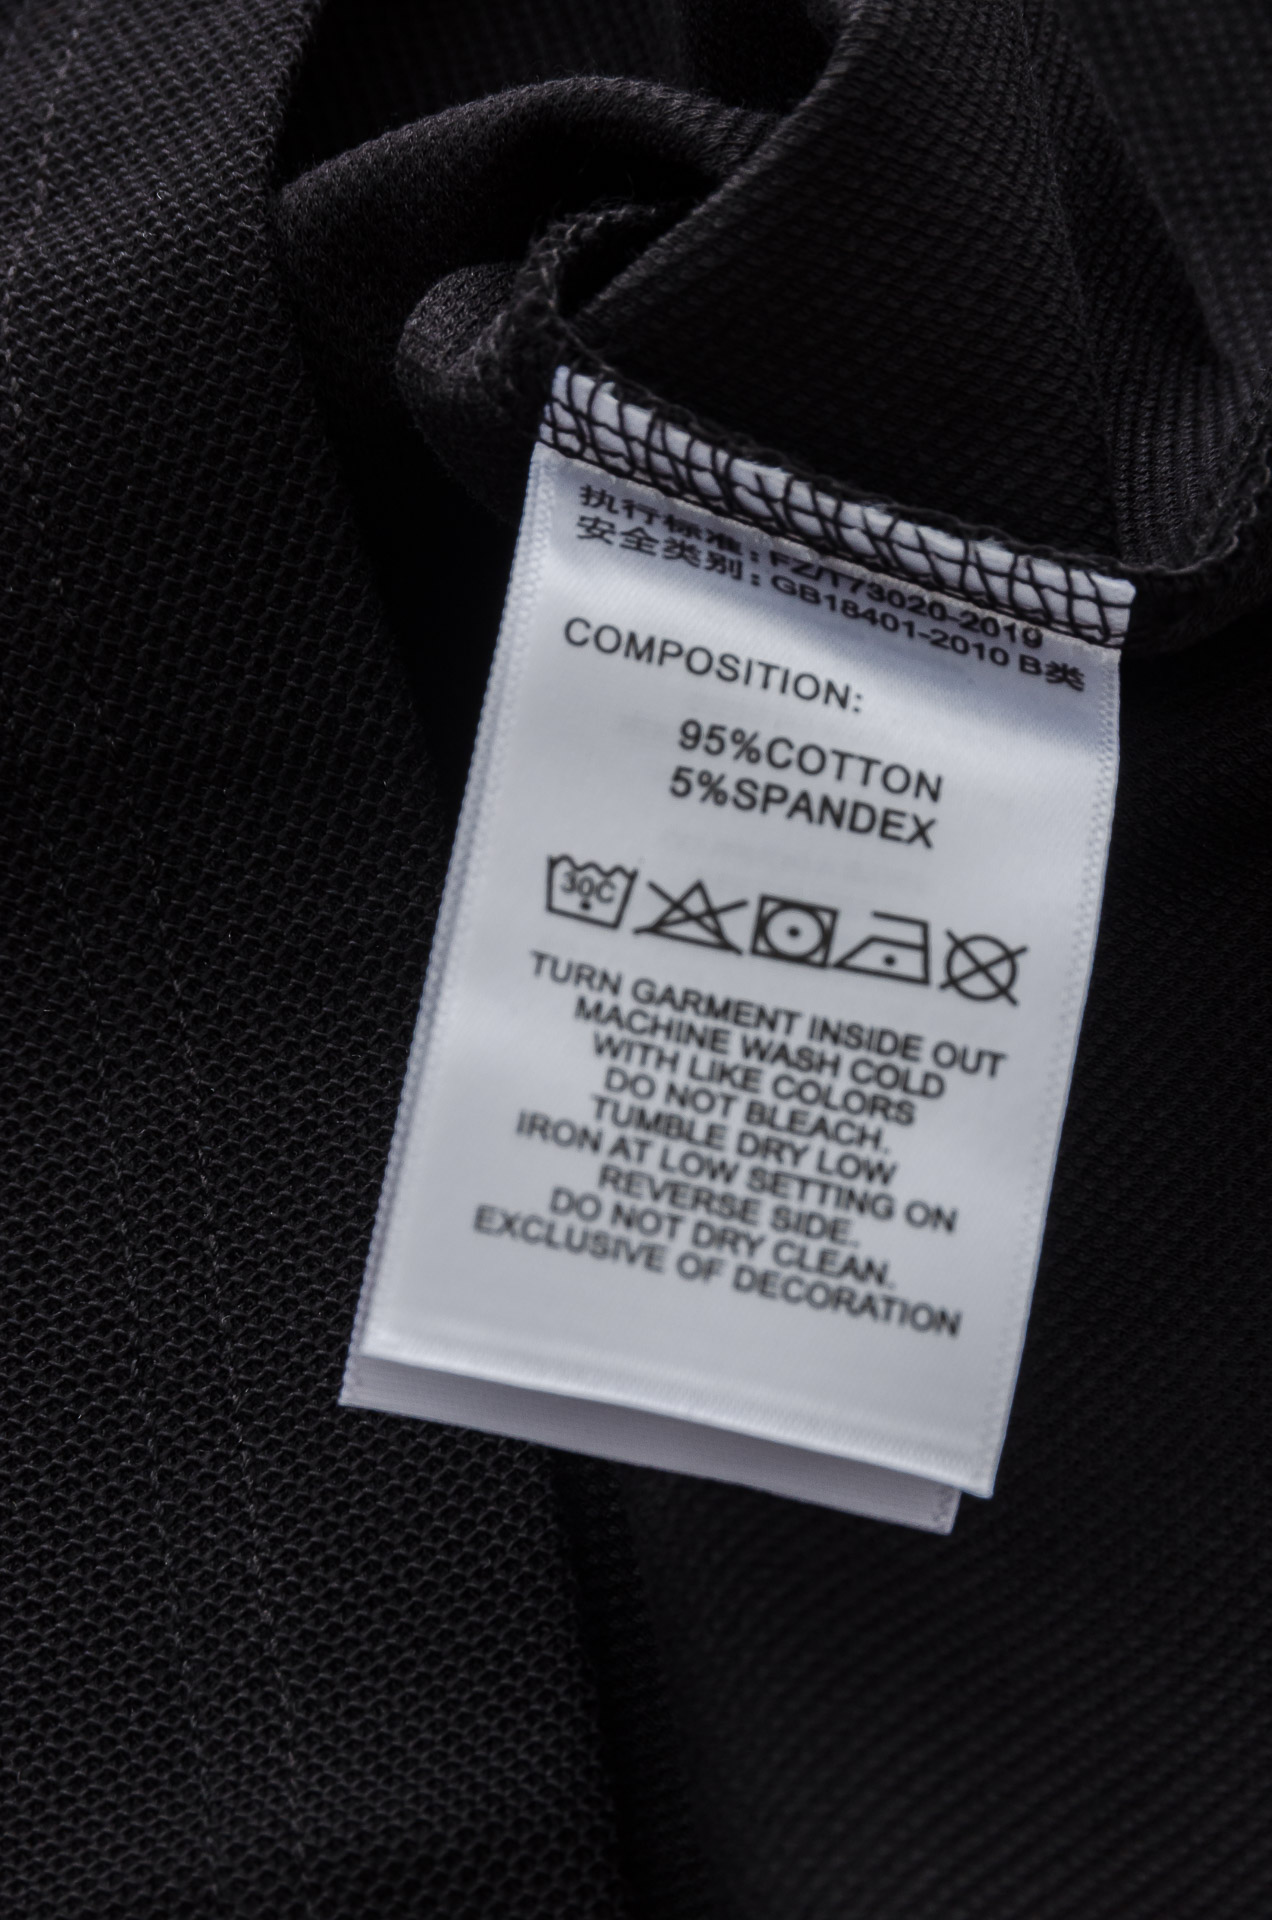 执行标准：FZ/T73020-2019
安全类别：GB18401-2010 B类
COMPOSITION:
95%COTTON
5%SPANDEX
30C
TURN GARMENT INSIDE OUT
MACHINE WASH COLD
WITH LIKE COLORS
DO NOT BLEACH.
TUMBLE DRY LOW
IRON AT LOW SETTING ON
REVERSE SIDE.
DO NOT DRY CLEAN.
EXCLUSIVE OF DECORATION